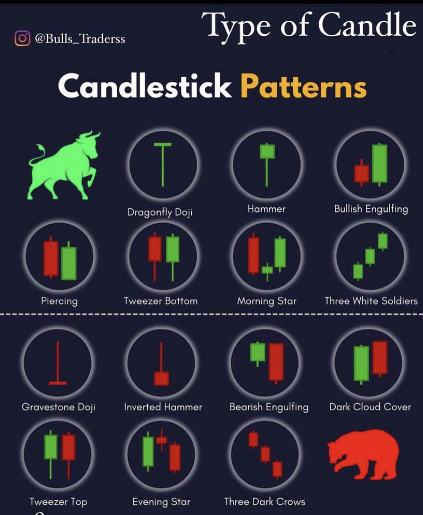 Type of Candle
@Bulls_Traderss
Candlestick Patterns
Dragonfly Doji
Hammer
Bullish Engulfing
Piercing
Tweezer Bottom
Morning Star
Three White Soldiers
Gravestone Doji
Inverted Hammer
Bearish Engulfing
Dark Cloud Cover
Tweezer Top
Evening Star
Three Dark Crows